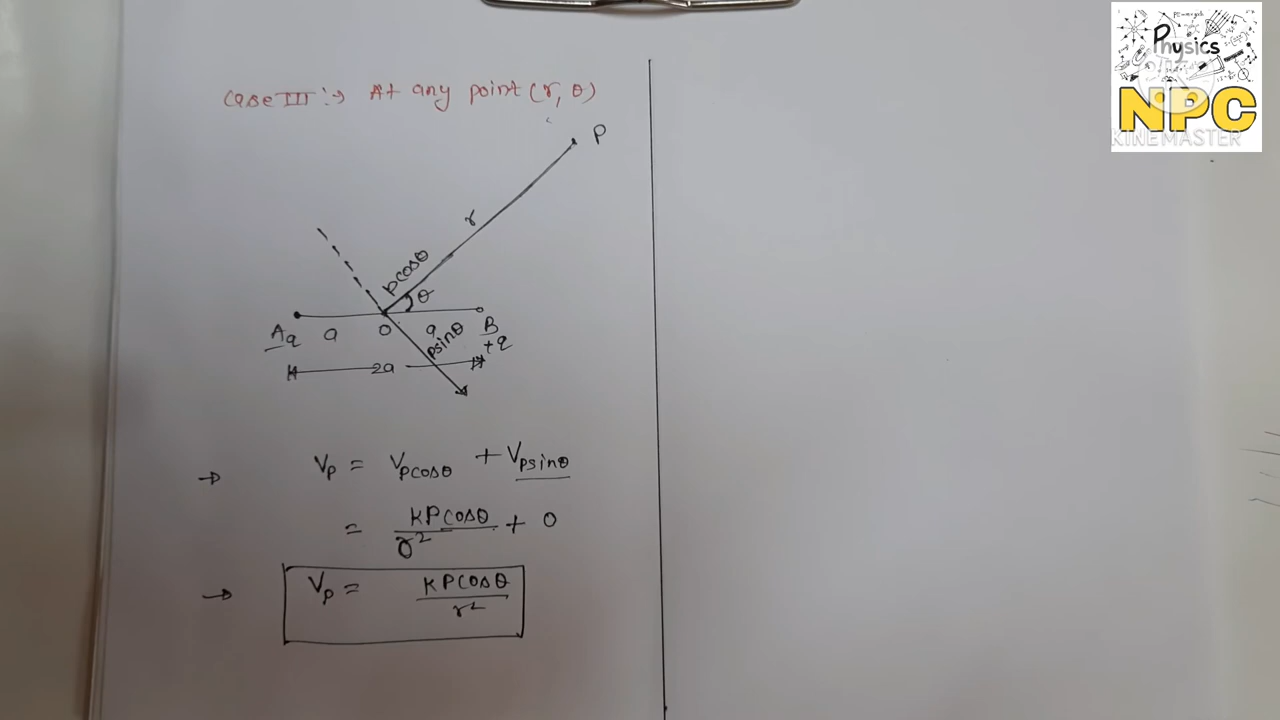 Case III :→ At any point (r, θ)
P
r
pcosθ
θ
A a O a B
q psinθ +q
2a
→ Vp = Vpcosθ + Vpsinθ
= KPcosθ/r² + 0
→ Vp = KPcosθ/r²
Physics
NPC
KINEMASTER